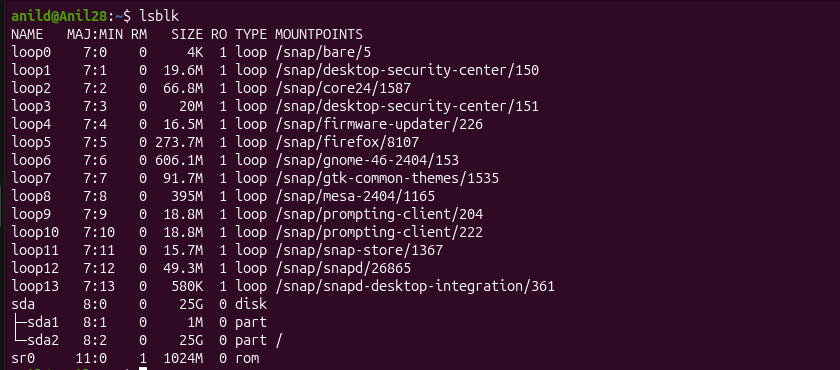 anild@Anil28:~$ lsblk
NAME   MAJ:MIN RM   SIZE RO TYPE MOUNTPOINTS
loop0    7:0    0     4K  1 loop /snap/bare/5
loop1    7:1    0  19.6M  1 loop /snap/desktop-security-center/150
loop2    7:2    0  66.8M  1 loop /snap/core24/1587
loop3    7:3    0    20M  1 loop /snap/desktop-security-center/151
loop4    7:4    0  16.5M  1 loop /snap/firmware-updater/226
loop5    7:5    0 273.7M  1 loop /snap/firefox/8107
loop6    7:6    0 606.1M  1 loop /snap/gnome-46-2404/153
loop7    7:7    0  91.7M  1 loop /snap/gtk-common-themes/1535
loop8    7:8    0   395M  1 loop /snap/mesa-2404/1165
loop9    7:9    0  18.8M  1 loop /snap/prompting-client/204
loop10   7:10   0  18.8M  1 loop /snap/prompting-client/222
loop11   7:11   0  15.7M  1 loop /snap/snap-store/1367
loop12   7:12   0  49.3M  1 loop /snap/snapd/26865
loop13   7:13   0   580K  1 loop /snap/snapd-desktop-integration/361
sda      8:0    0    25G  0 disk
├─sda1   8:1    0     1M  0 part
└─sda2   8:2    0    25G  0 part /
sr0     11:0    1  1024M  0 rom